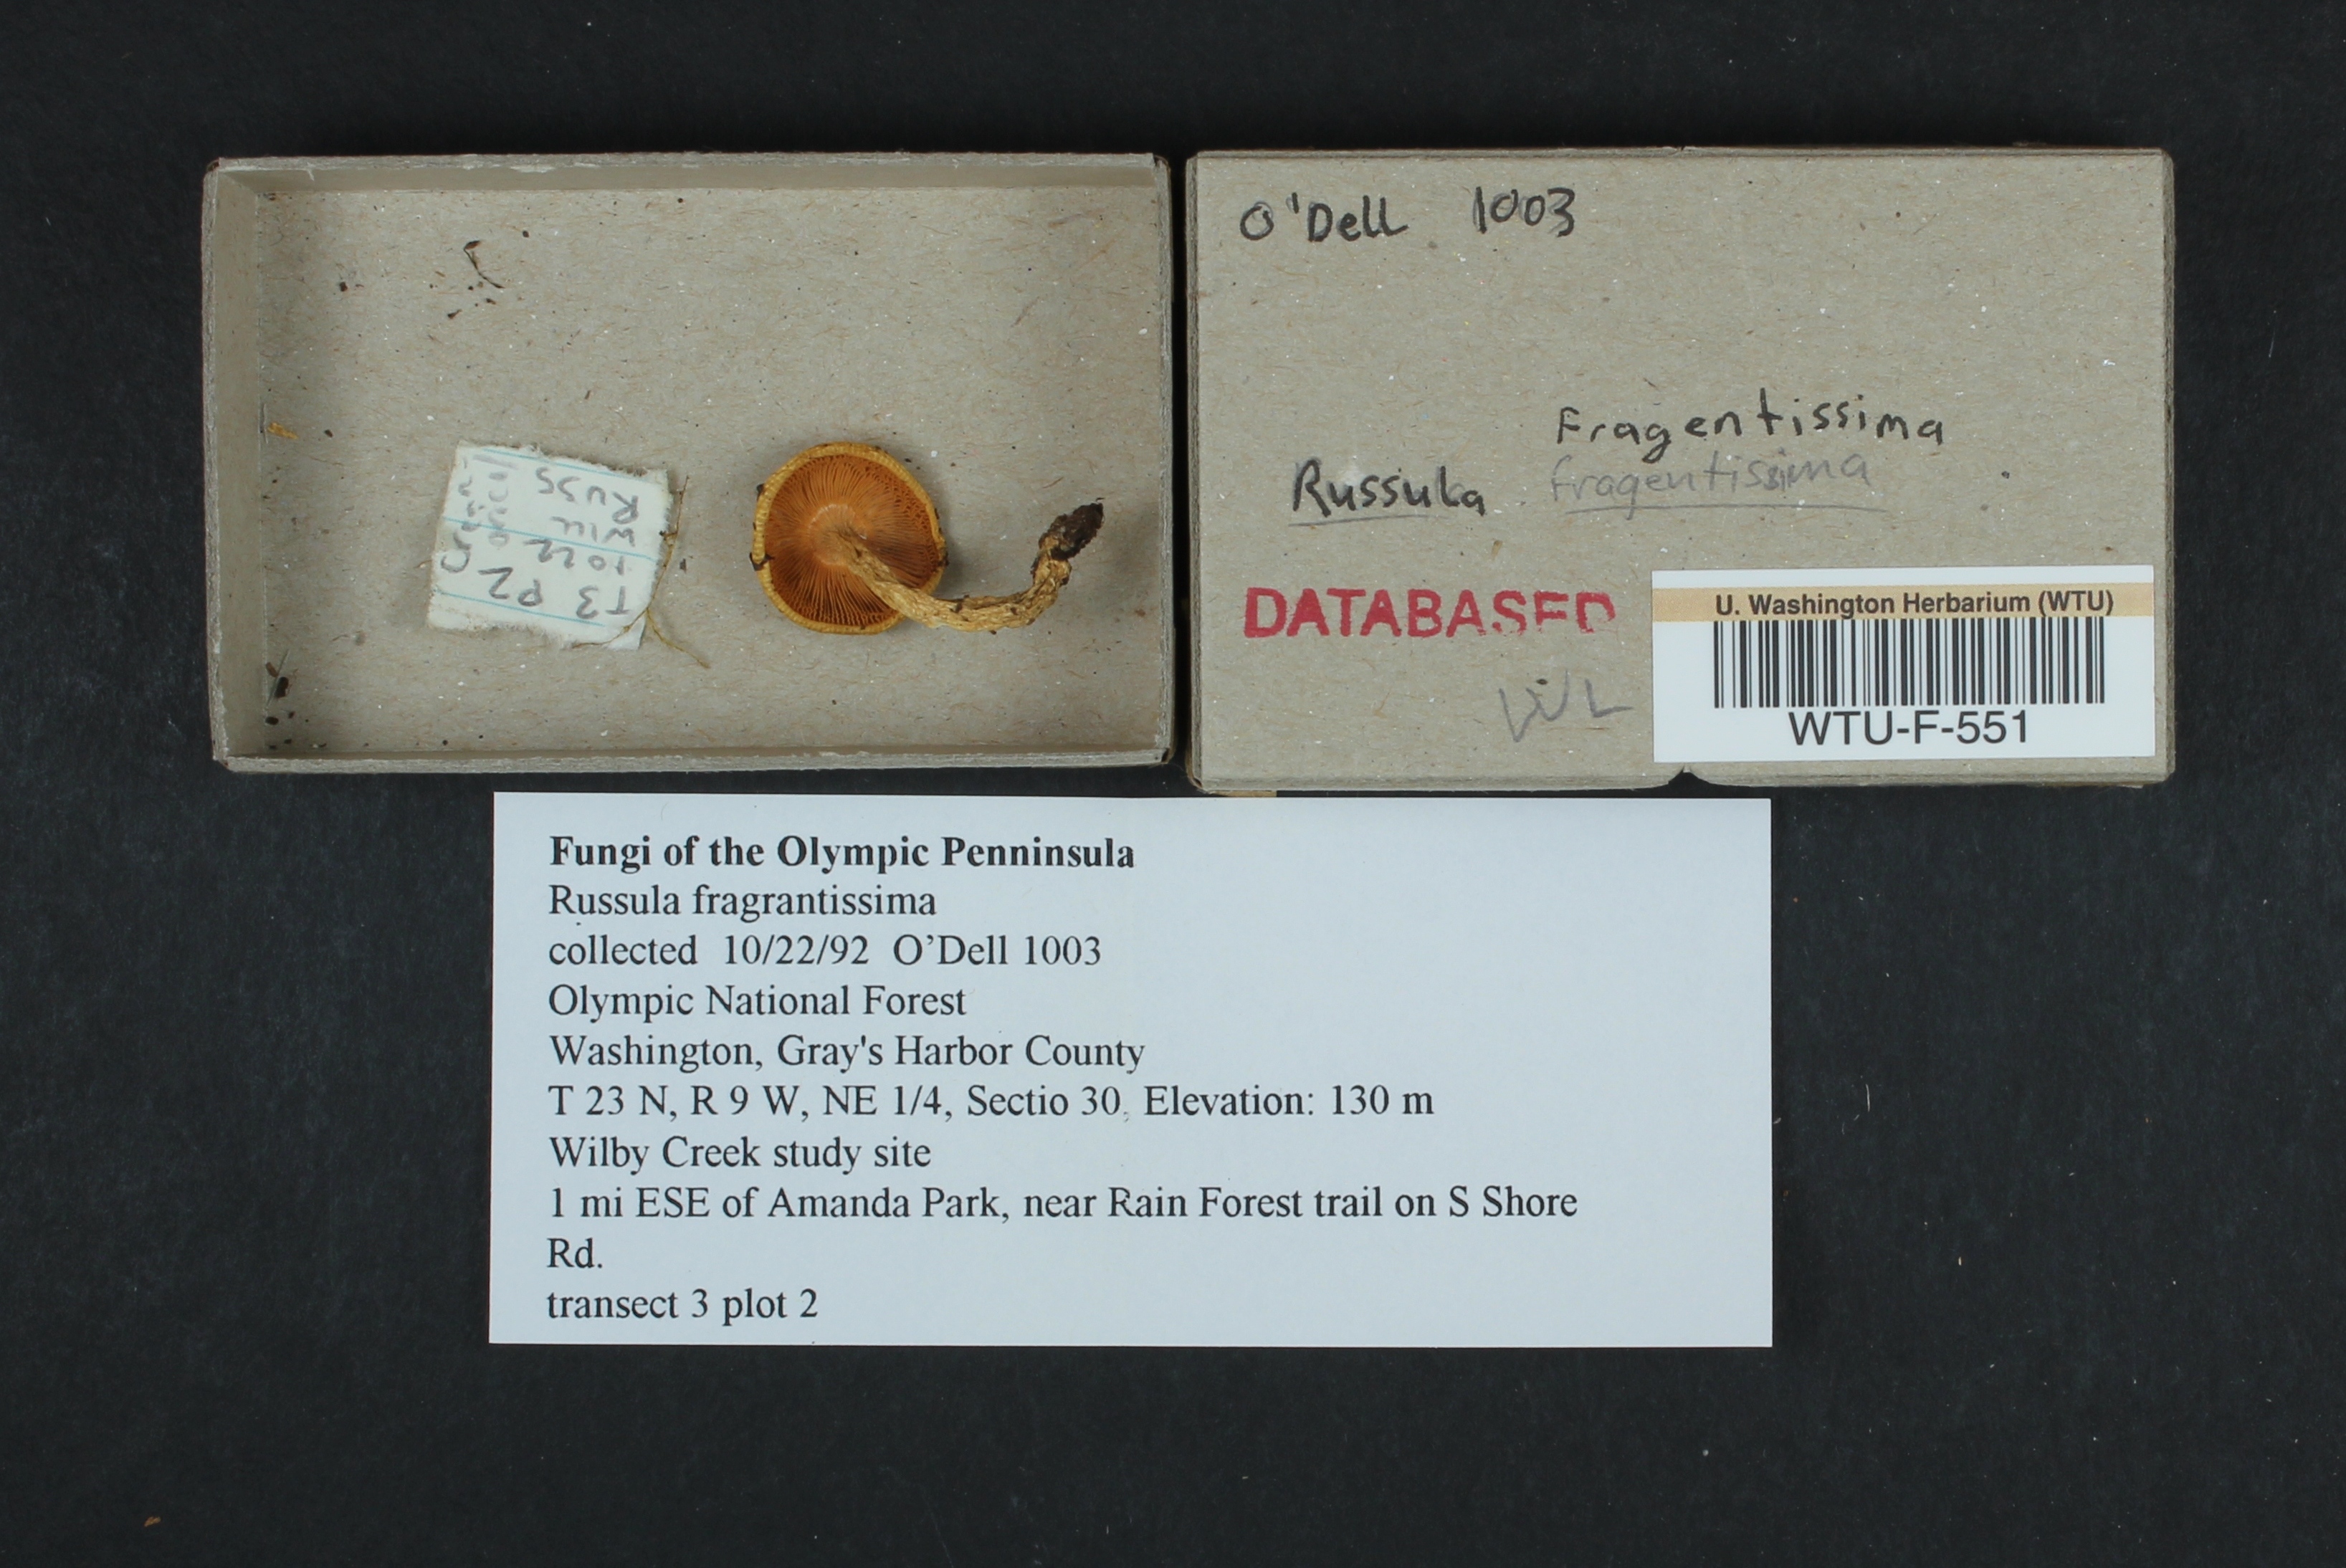 O'Dell 1003
Fragentissima
Russula fragentissima
DATABASED
WL
U. Washington Herbarium (WTU)
WTU-F-551
T3 P2
1022
WILL
RUSS
Fungi of the Olympic Penninsula
Russula fragrantissima
collected 10/22/92 O'Dell 1003
Olympic National Forest
Washington, Gray's Harbor County
T 23 N, R 9 W, NE 1/4, Sectio 30, Elevation: 130 m
Wilby Creek study site
1 mi ESE of Amanda Park, near Rain Forest trail on S Shore
Rd.
transect 3 plot 2